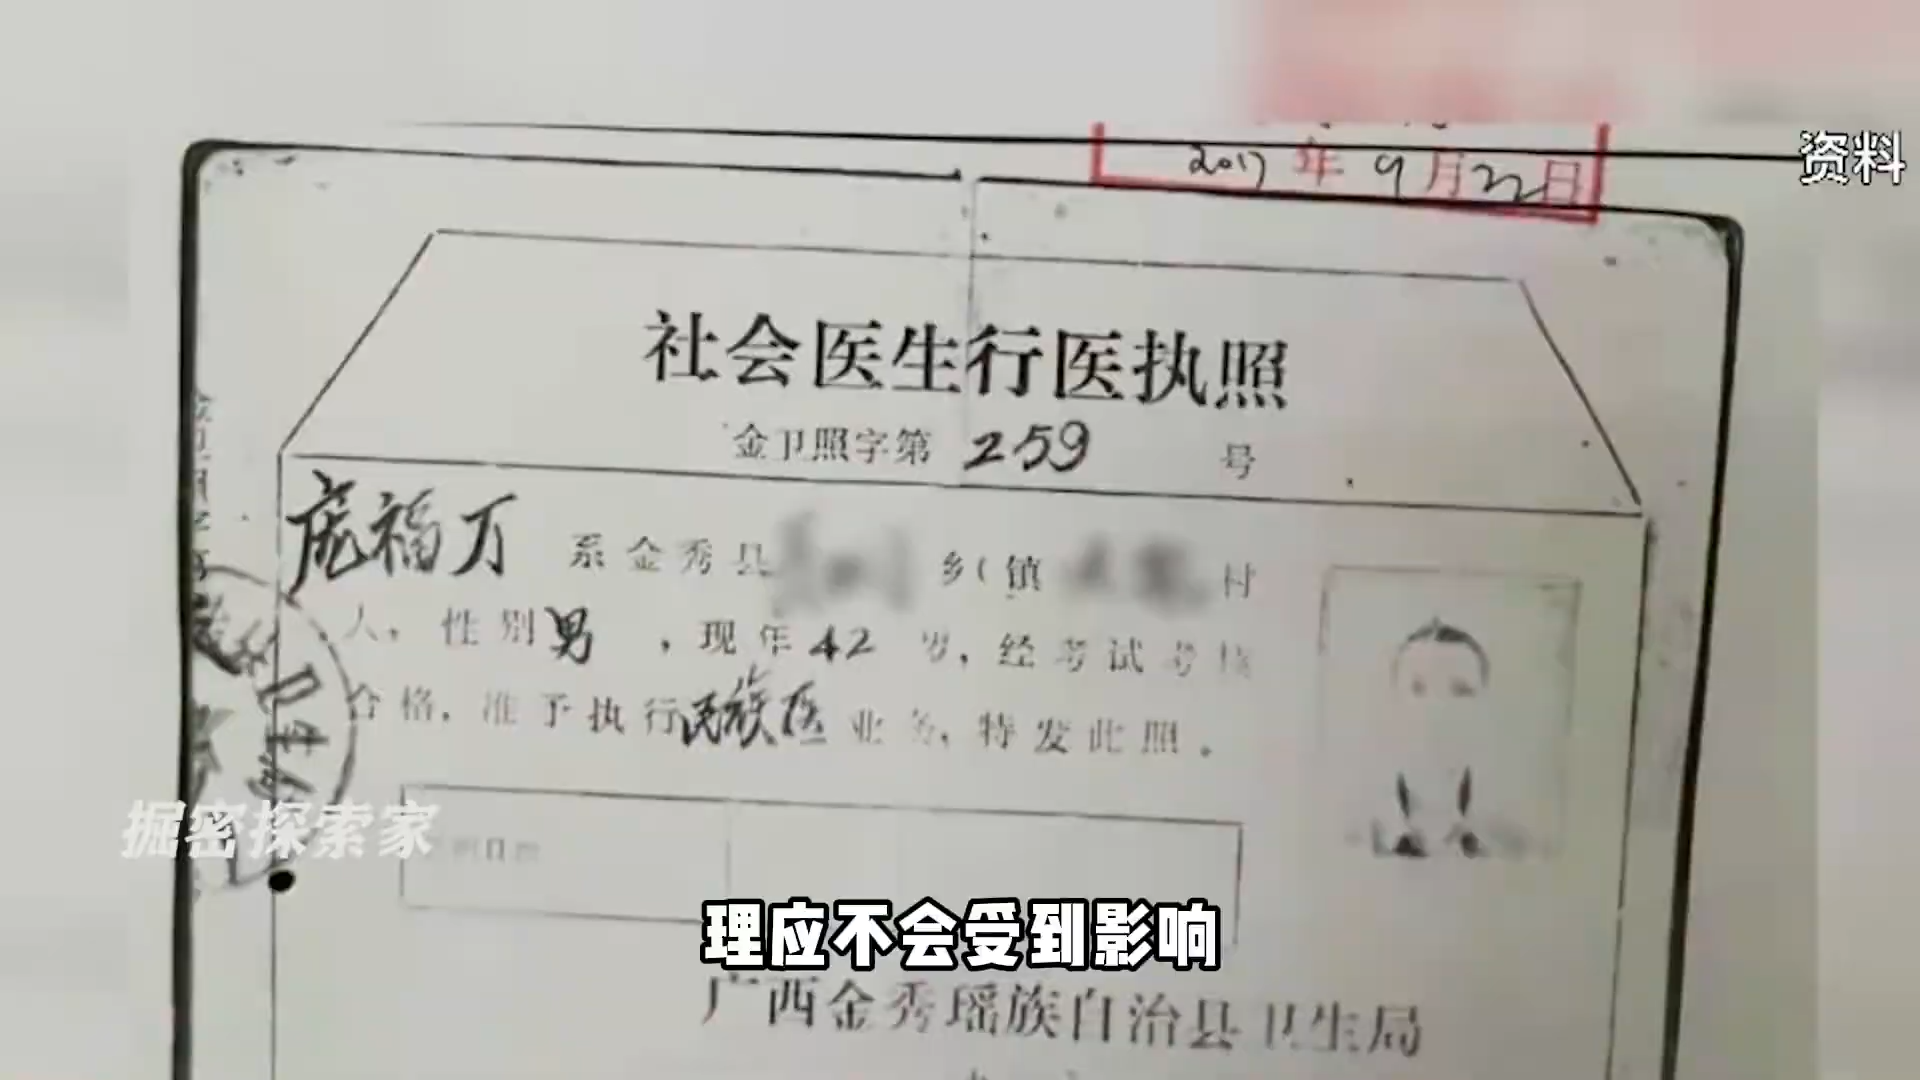 2017年9月22日
资料
社会医生行医执照
金卫照字第 259 号
庞福万 系金秀县 乡(镇 村
人，性别男，现年42岁，经考试考核
合格，准予执行民族医业务，特发此照。
掘密探索家
理应不会受到影响
广西金秀瑶族自治县卫生局